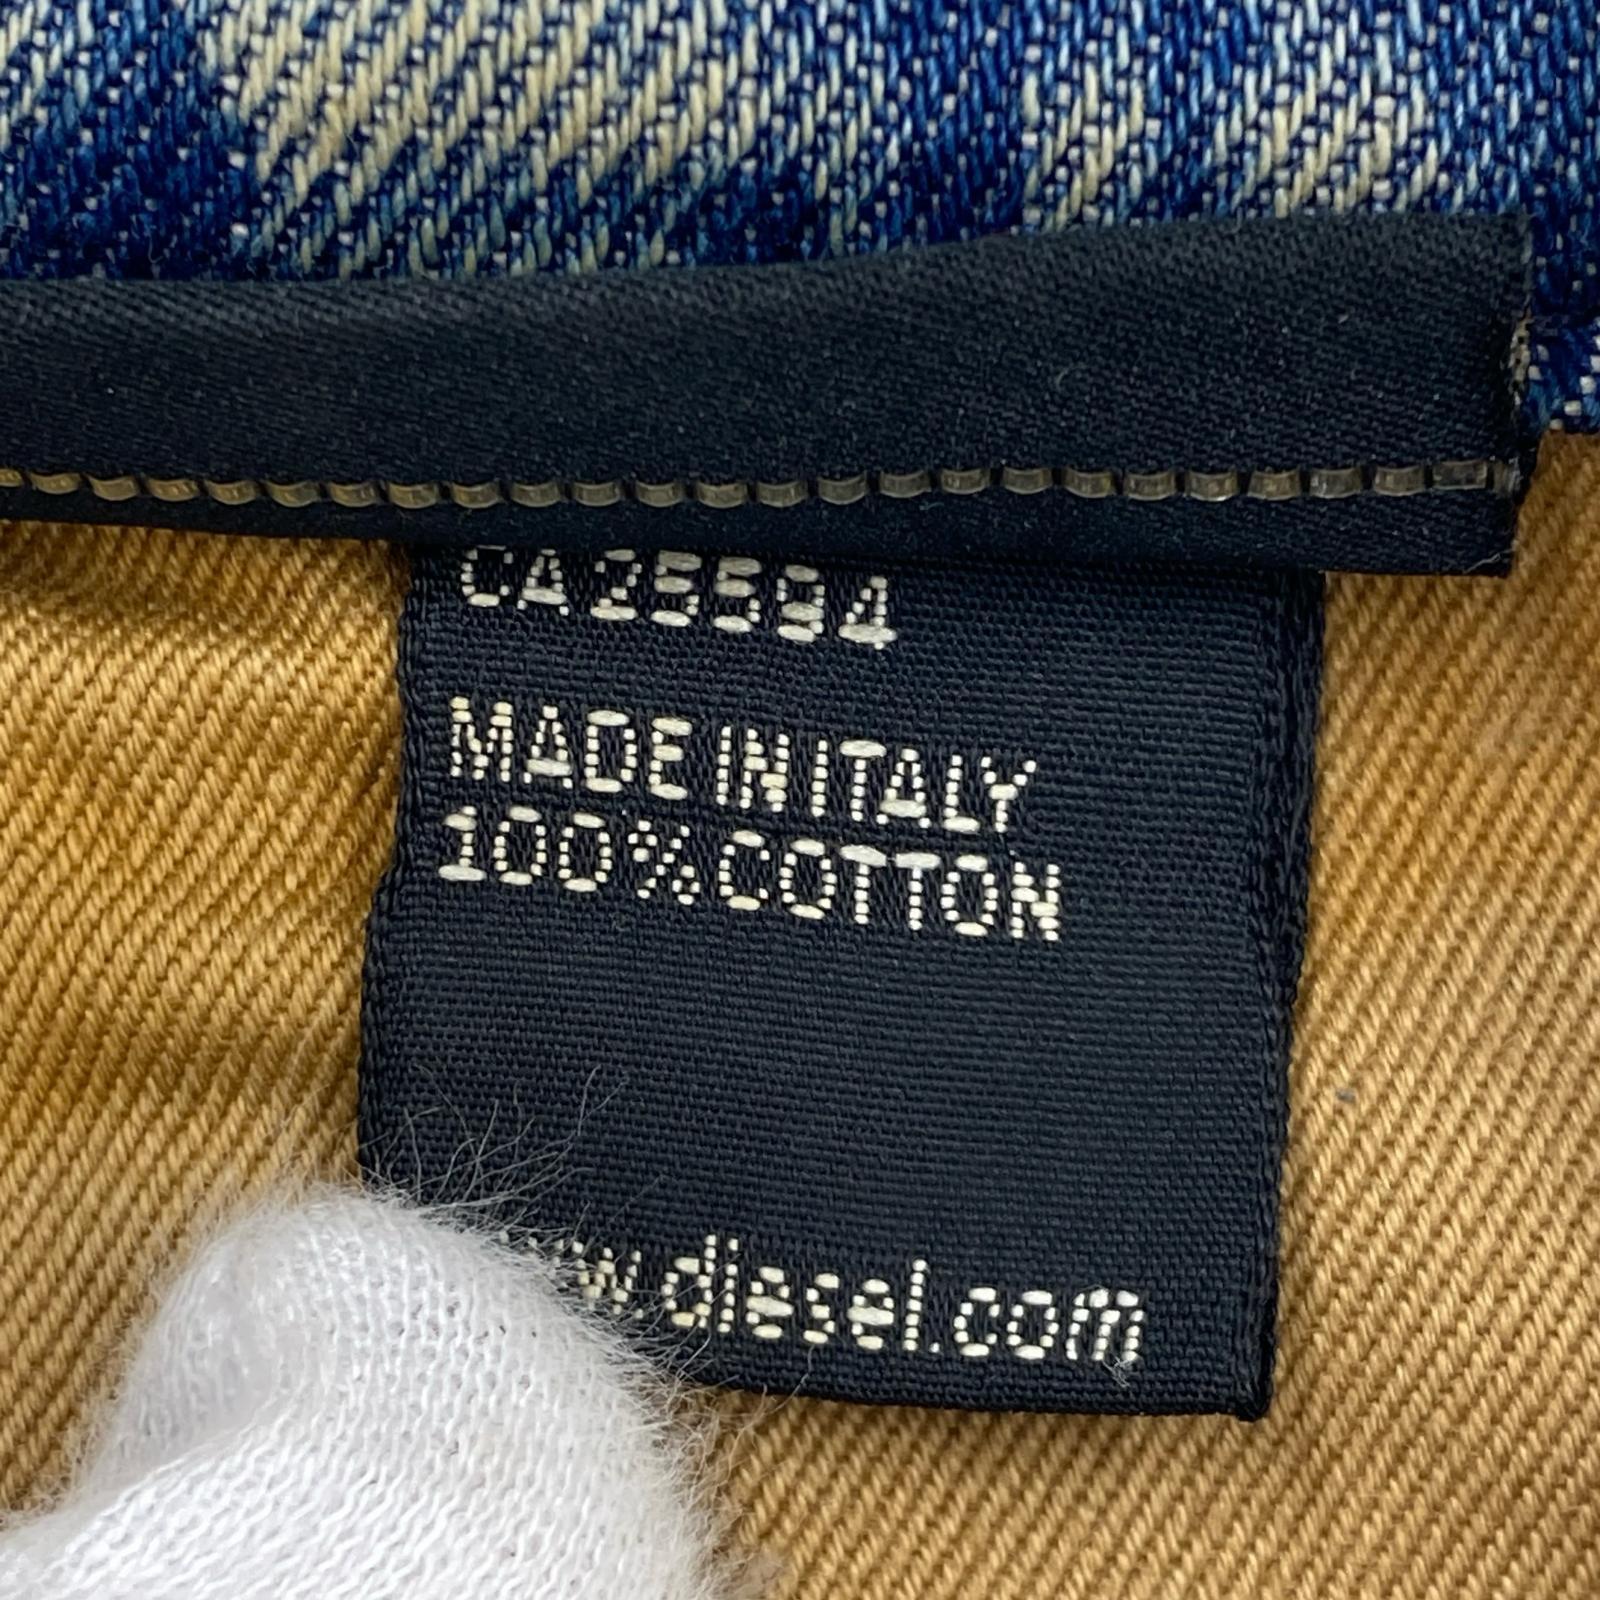 CA25594
MADE IN ITALY
100% COTTON
w.diesel.com